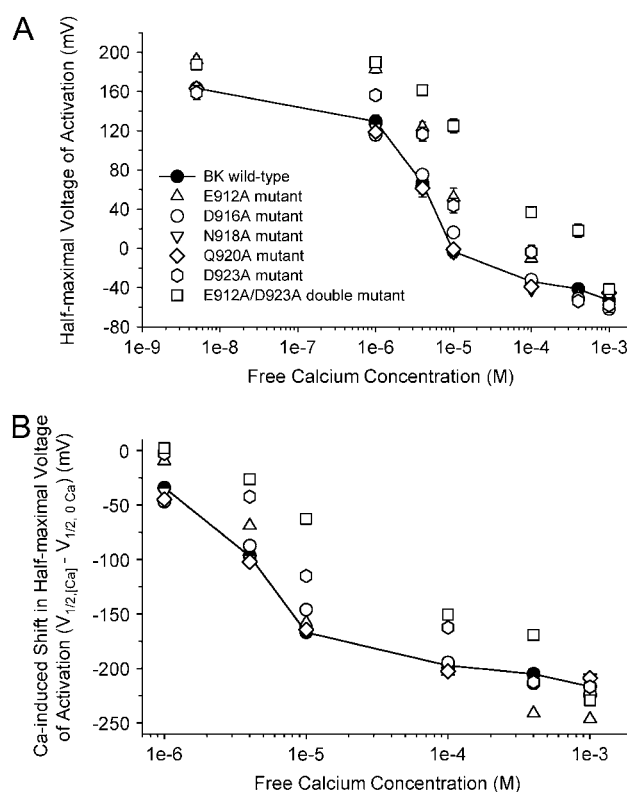 A
Half-maximal Voltage of Activation (mV)
200
160
120
80
40
0
-40
-80
BK wild-type
E912A mutant
D916A mutant
N918A mutant
Q920A mutant
D923A mutant
E912A/D923A double mutant
1e-9 1e-8 1e-7 1e-6 1e-5 1e-4 1e-3
Free Calcium Concentration (M)
B
Ca-induced Shift in Half-maximal Voltage
of Activation (V1/2,[Ca] - V1/2, 0 Ca) (mV)
0
-50
-100
-150
-200
-250
1e-6 1e-5 1e-4 1e-3
Free Calcium Concentration (M)